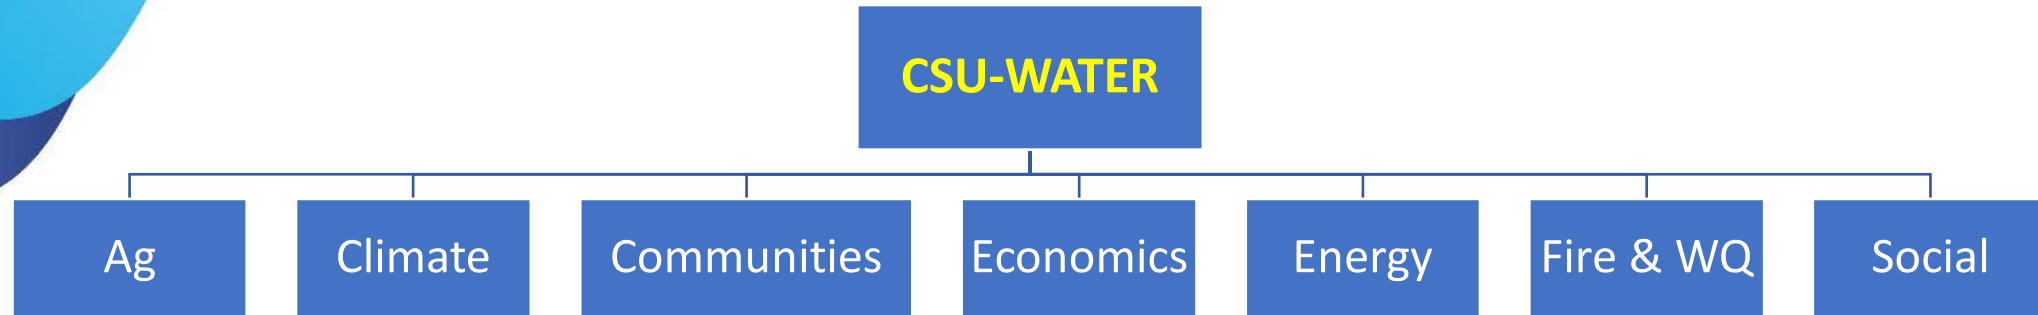 CSU-WATER
Ag
Climate
Communities
Economics
Energy
Fire & WQ
Social